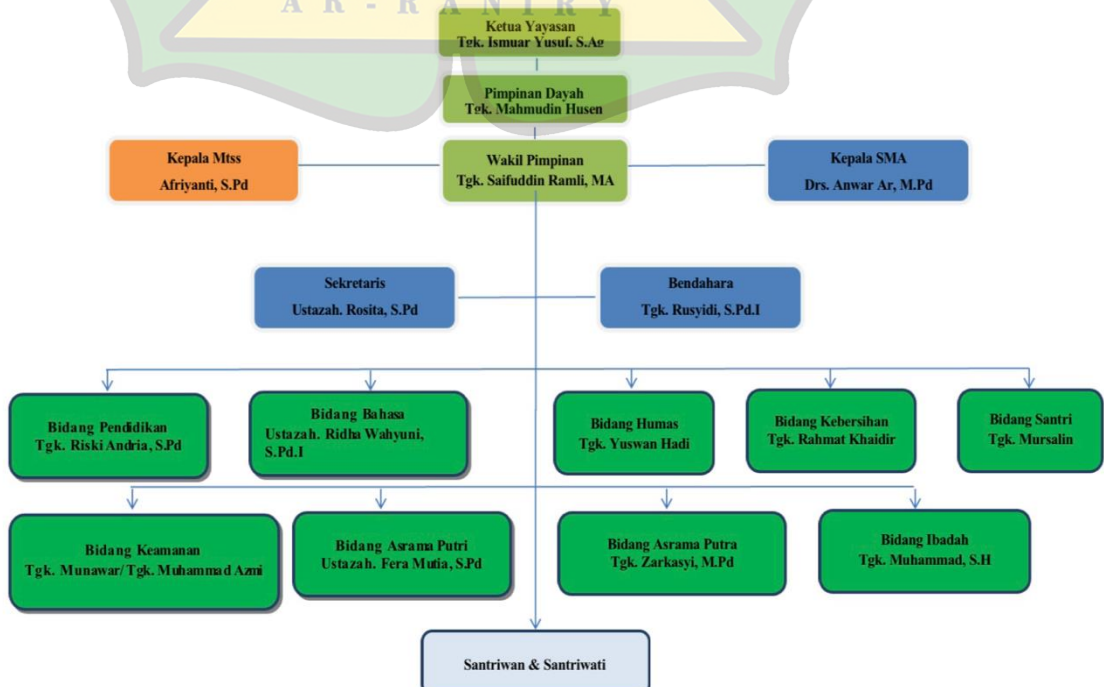 AR-RANIRY
Ketua Yayasan
Tgk. Ismuar Yusuf. S.Ag
Pimpinan Dayah
Tgk. Mahmudin Husen
Kepala Mtss
Afriyanti, S.Pd
Wakil Pimpinan
Tgk. Saifuddin Ramli, MA
Kepala SMA
Drs. Anwar Ar, M.Pd
Sekretaris
Ustazah. Rosita, S.Pd
Bendahara
Tgk. Rusyidi, S.Pd.I
Bidang Pendidikan
Tgk. Riski Andria, S.Pd
Bidang Bahasa
Ustazah. Ridha Wahyuni,
S.Pd.I
Bidang Humas
Tgk. Yuswan Hadi
Bidang Kebersihan
Tgk. Rahmat Khaidir
Bidang Santri
Tgk. Mursalin
Bidang Keamanan
Tgk. Munawar/ Tgk. Muhammad Azmi
Bidang Asrama Putri
Ustazah. Fera Mutia, S.Pd
Bidang Asrama Putra
Tgk. Zarkasyi, M.Pd
Bidang Ibadah
Tgk. Muhammad, S.H
Santriwan & Santriwati